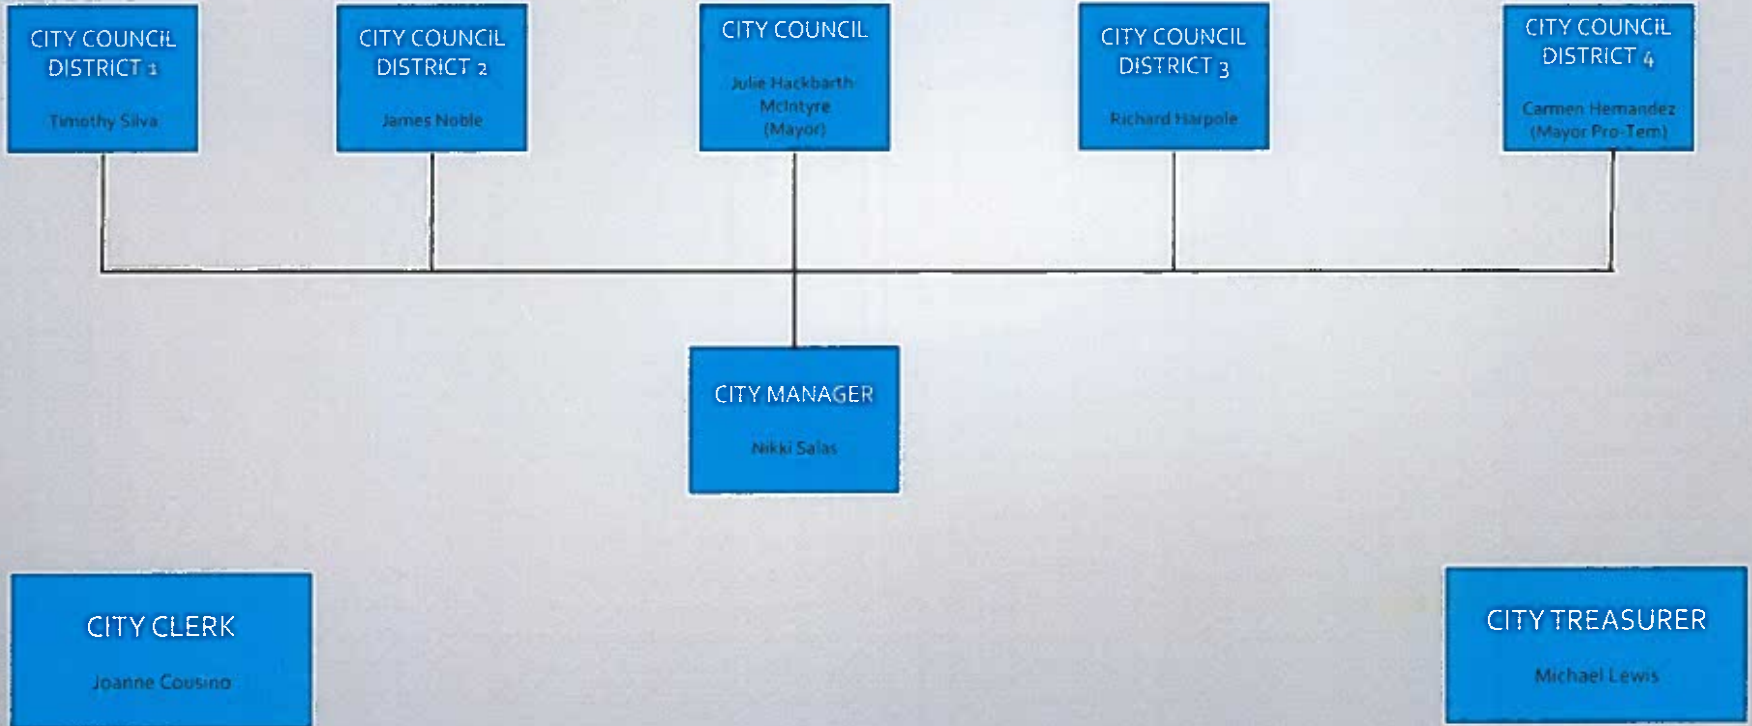 CITY COUNCIL
DISTRICT 1
Timothy Silva
CITY COUNCIL
DISTRICT 2
James Noble
CITY COUNCIL
Julie Hackbarth
McIntyre
(Mayor)
CITY COUNCIL
DISTRICT 3
Richard Harpole
CITY COUNCIL
DISTRICT 4
Carmen Hernandez
(Mayor Pro-Tem)
CITY MANAGER
Nikki Salas
CITY CLERK
Joanne Cousino
CITY TREASURER
Michael Lewis